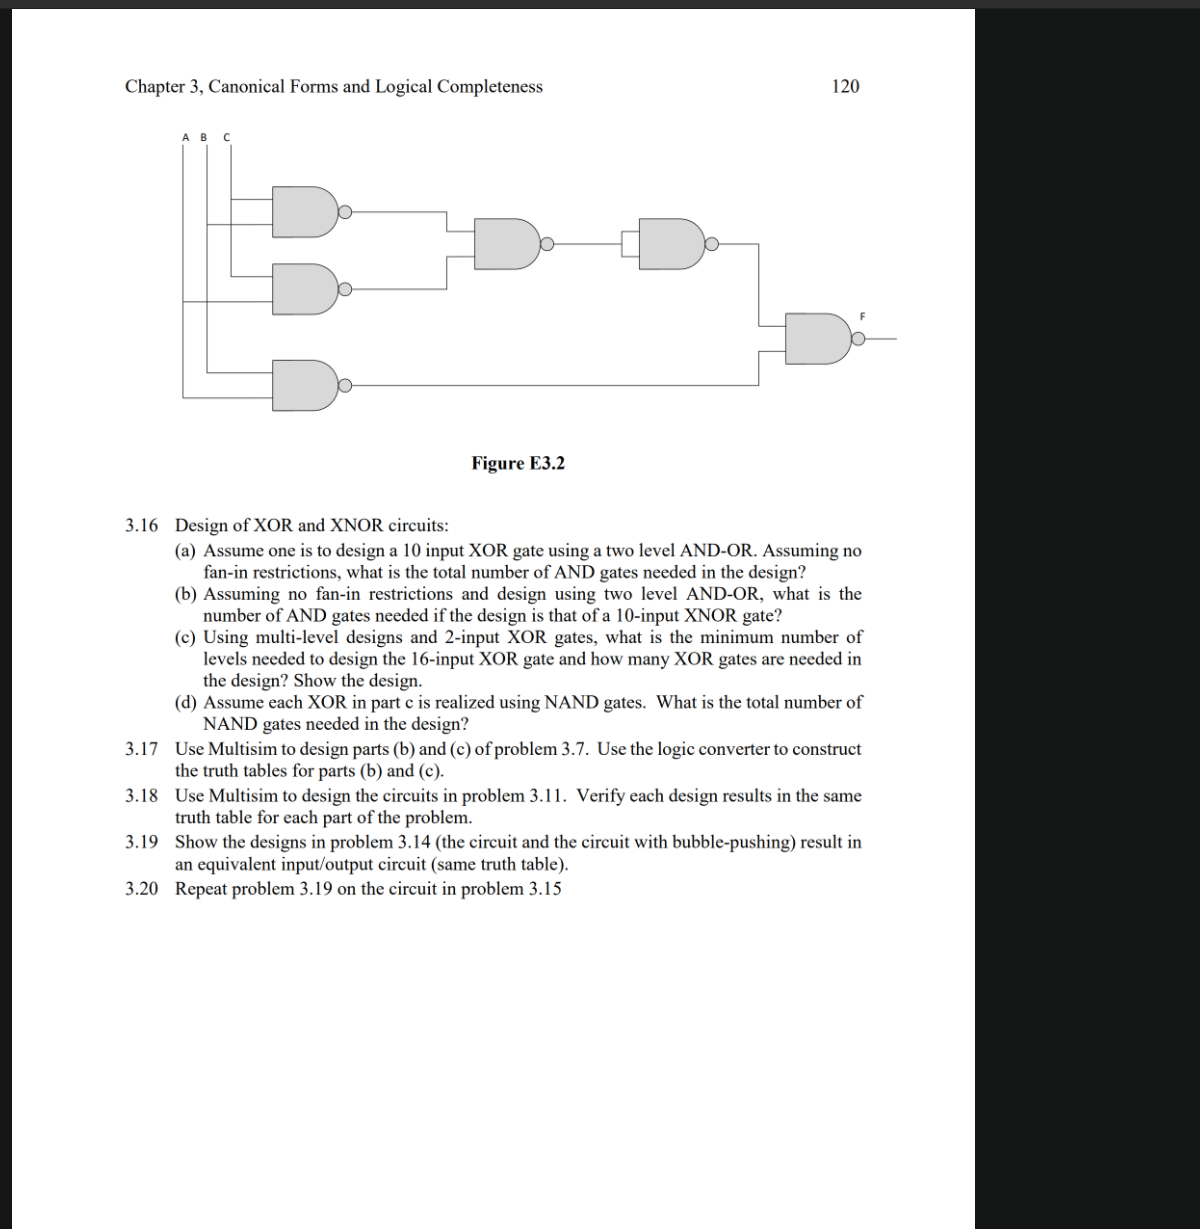 Chapter 3, Canonical Forms and Logical Completeness 120
A B C
F
Figure E3.2
3.16 Design of XOR and XNOR circuits:
(a) Assume one is to design a 10 input XOR gate using a two level AND-OR. Assuming no
fan-in restrictions, what is the total number of AND gates needed in the design?
(b) Assuming no fan-in restrictions and design using two level AND-OR, what is the
number of AND gates needed if the design is that of a 10-input XNOR gate?
(c) Using multi-level designs and 2-input XOR gates, what is the minimum number of
levels needed to design the 16-input XOR gate and how many XOR gates are needed in
the design? Show the design.
(d) Assume each XOR in part c is realized using NAND gates. What is the total number of
NAND gates needed in the design?
3.17 Use Multisim to design parts (b) and (c) of problem 3.7. Use the logic converter to construct
the truth tables for parts (b) and (c).
3.18 Use Multisim to design the circuits in problem 3.11. Verify each design results in the same
truth table for each part of the problem.
3.19 Show the designs in problem 3.14 (the circuit and the circuit with bubble-pushing) result in
an equivalent input/output circuit (same truth table).
3.20 Repeat problem 3.19 on the circuit in problem 3.15